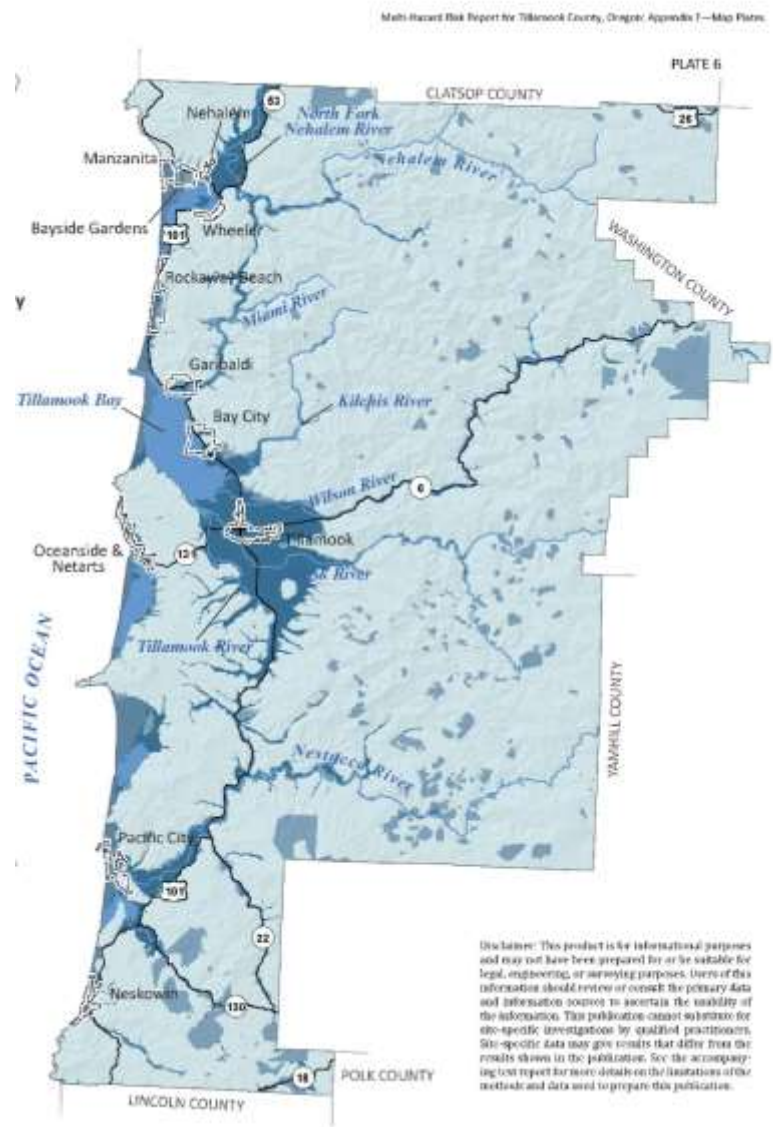 Multi-Hazard Risk Report for Tillamook County, Oregon: Appendix F—Map Plates
PLATE 6
CLATSOP COUNTY
53
26
Nehalem
North Fork
Nehalem River
Manzanita
Nehalem River
Bayside Gardens
Wheeler
101
WASHINGTON COUNTY
Rockaway Beach
y
Miami River
Garibaldi
Tillamook Bay
Kilchis River
Bay City
Wilson River
6
Tillamook
Oceanside &
Netarts
131
River
Tillamook River
PACIFIC OCEAN
YAMHILL COUNTY
Nestucca River
Pacific City
101
22
Neskowin
130
18
POLK COUNTY
LINCOLN COUNTY
Disclaimer: This product is for informational purposes
and may not have been prepared for or be suitable for
legal, engineering, or surveying purposes. Users of this
information should review or consult the primary data
and information sources to ascertain the usability of
the information. This publication cannot substitute for
site-specific investigations by qualified practitioners.
Site-specific data may give results that differ from the
results shown in the publication. See the accompany-
ing text report for more details on the limitations of the
methods and data used to prepare this publication.